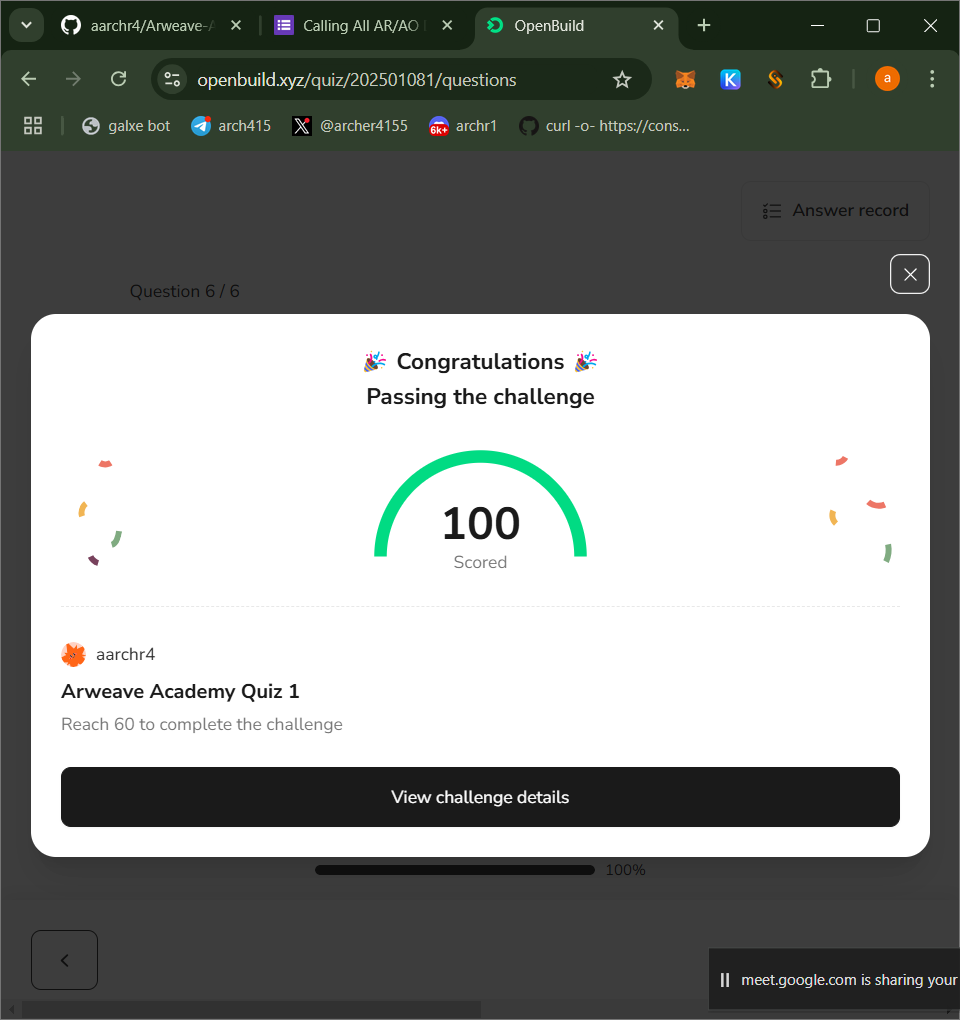 aarchr4/Arweave-A
Calling All AR/AO
OpenBuild
openbuild.xyz/quiz/202501081/questions
a
galxe bot
arch415
@archer4155
6k+
archr1
curl -o- https://cons...
Answer record
Question 6 / 6
Congratulations
Passing the challenge
100
Scored
aarchr4
Arweave Academy Quiz 1
Reach 60 to complete the challenge
View challenge details
100%
meet.google.com is sharing your